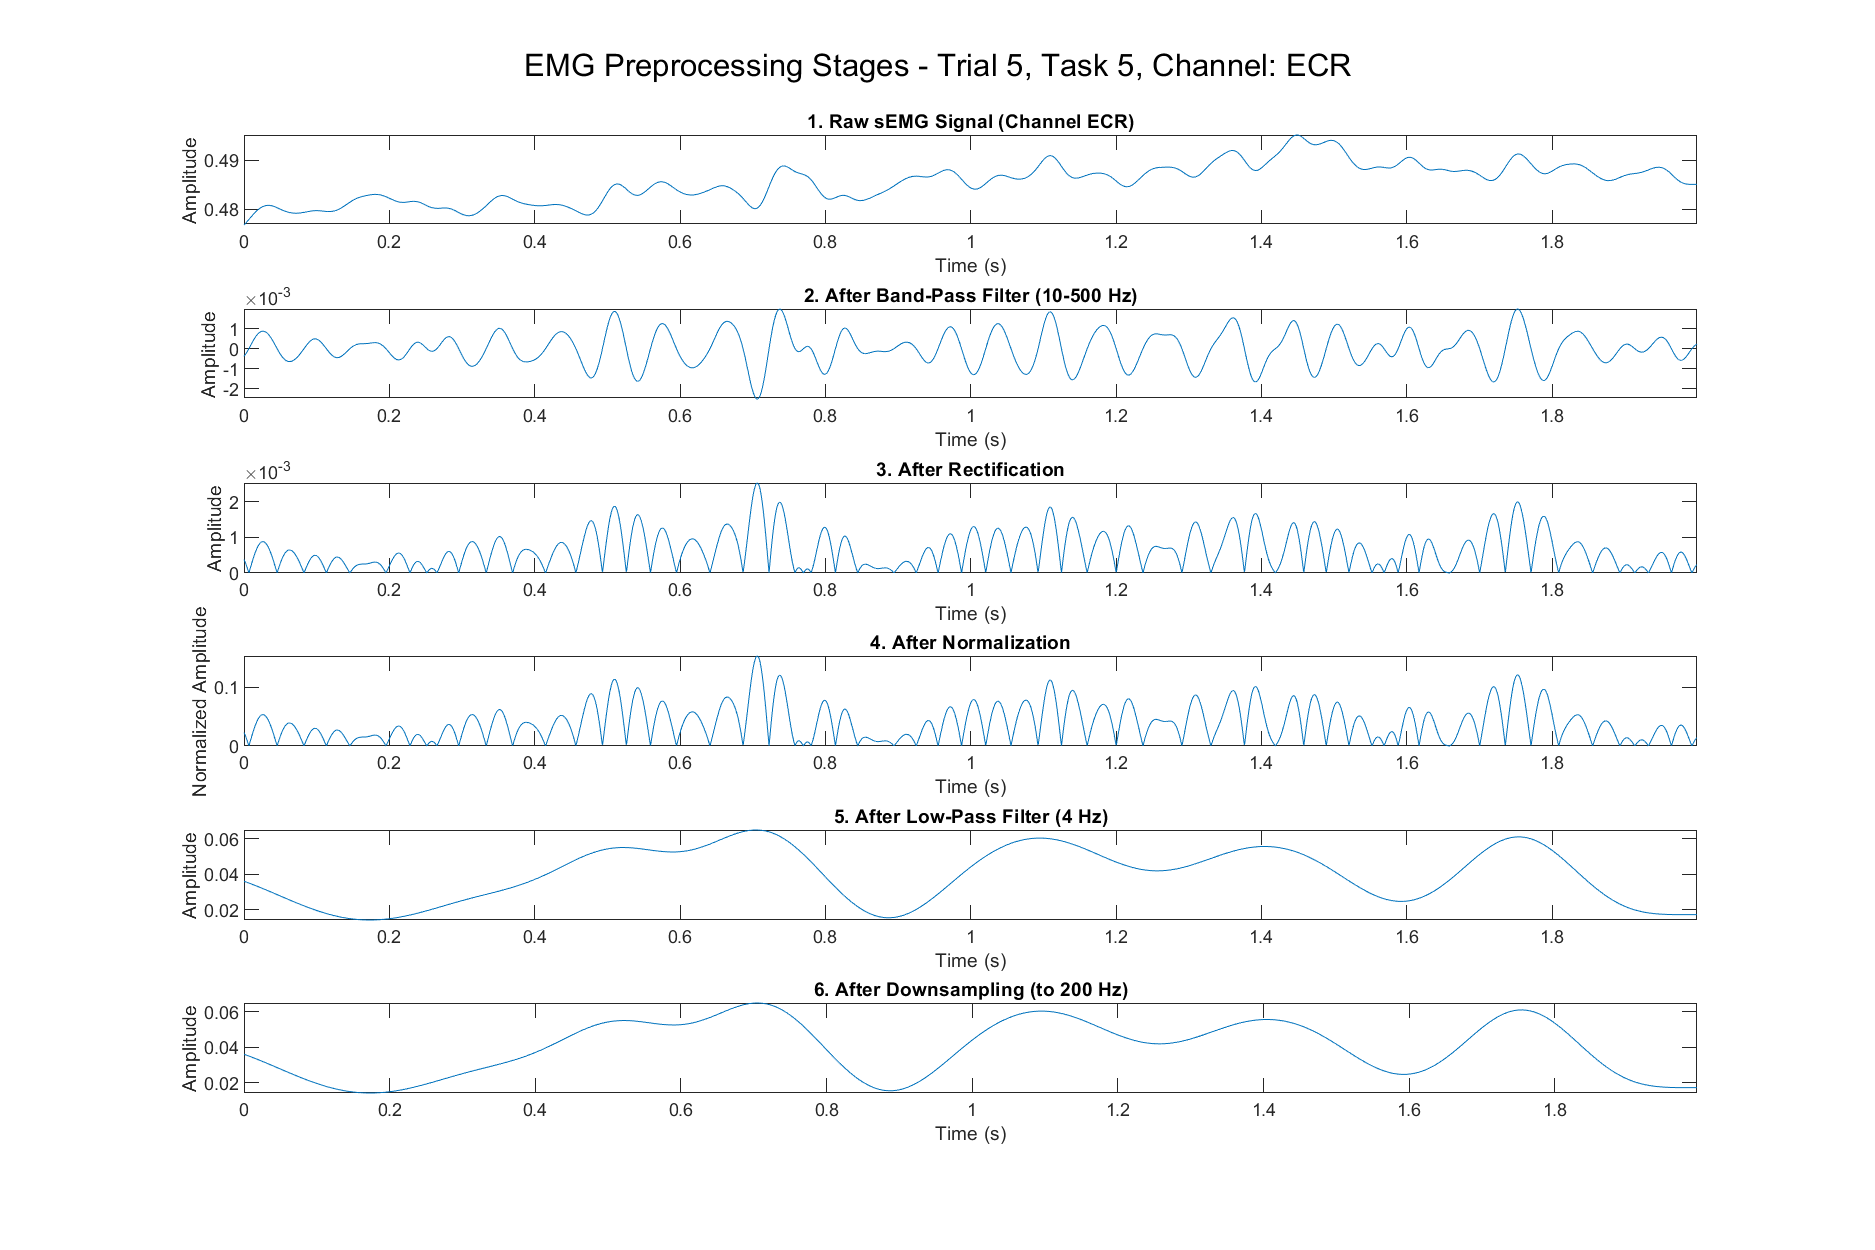 EMG Preprocessing Stages - Trial 5, Task 5, Channel: ECR
1. Raw sEMG Signal (Channel ECR)
Amplitude
0.49
0.48
0 0.2 0.4 0.6 0.8 1 1.2 1.4 1.6 1.8
Time (s)
×10^-3
2. After Band-Pass Filter (10-500 Hz)
Amplitude
1
0
-1
-2
0 0.2 0.4 0.6 0.8 1 1.2 1.4 1.6 1.8
Time (s)
×10^-3
3. After Rectification
Amplitude
2
1
0
0 0.2 0.4 0.6 0.8 1 1.2 1.4 1.6 1.8
Time (s)
4. After Normalization
Normalized Amplitude
0.1
0
0 0.2 0.4 0.6 0.8 1 1.2 1.4 1.6 1.8
Time (s)
5. After Low-Pass Filter (4 Hz)
Amplitude
0.06
0.04
0.02
0 0.2 0.4 0.6 0.8 1 1.2 1.4 1.6 1.8
Time (s)
6. After Downsampling (to 200 Hz)
Amplitude
0.06
0.04
0.02
0 0.2 0.4 0.6 0.8 1 1.2 1.4 1.6 1.8
Time (s)